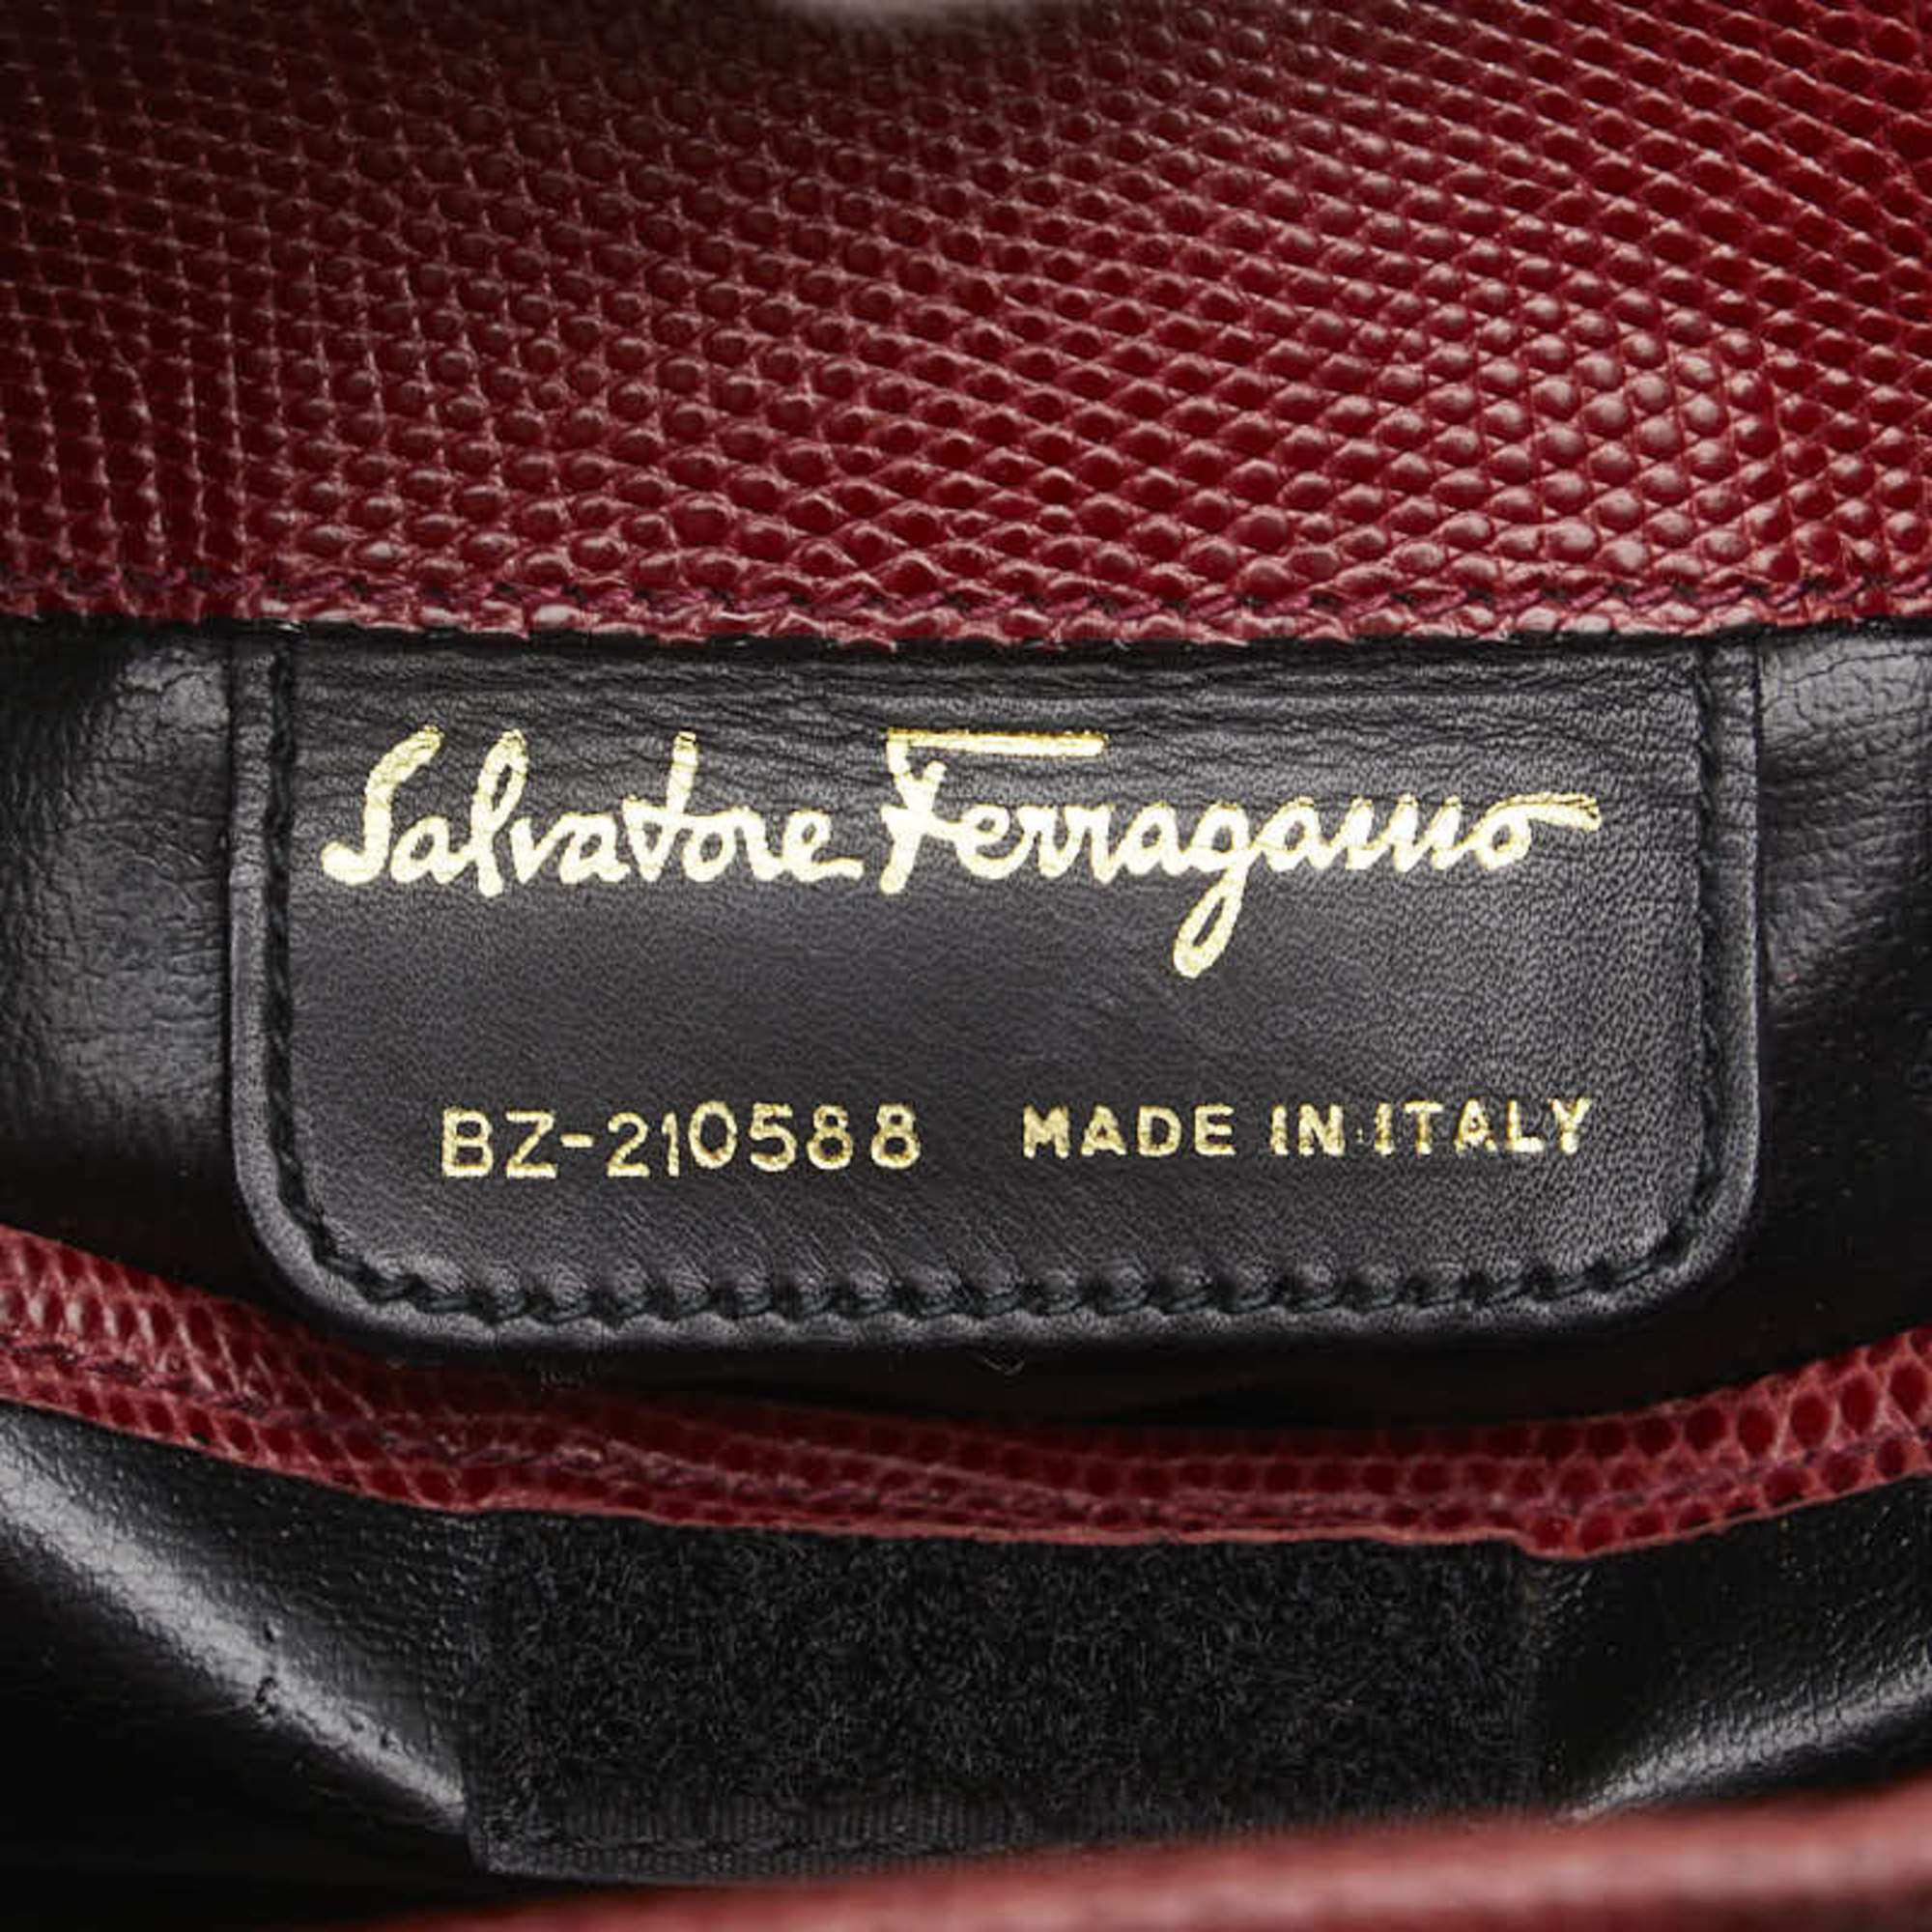 Salvatore Ferragamo
BZ-210588 MADE IN ITALY